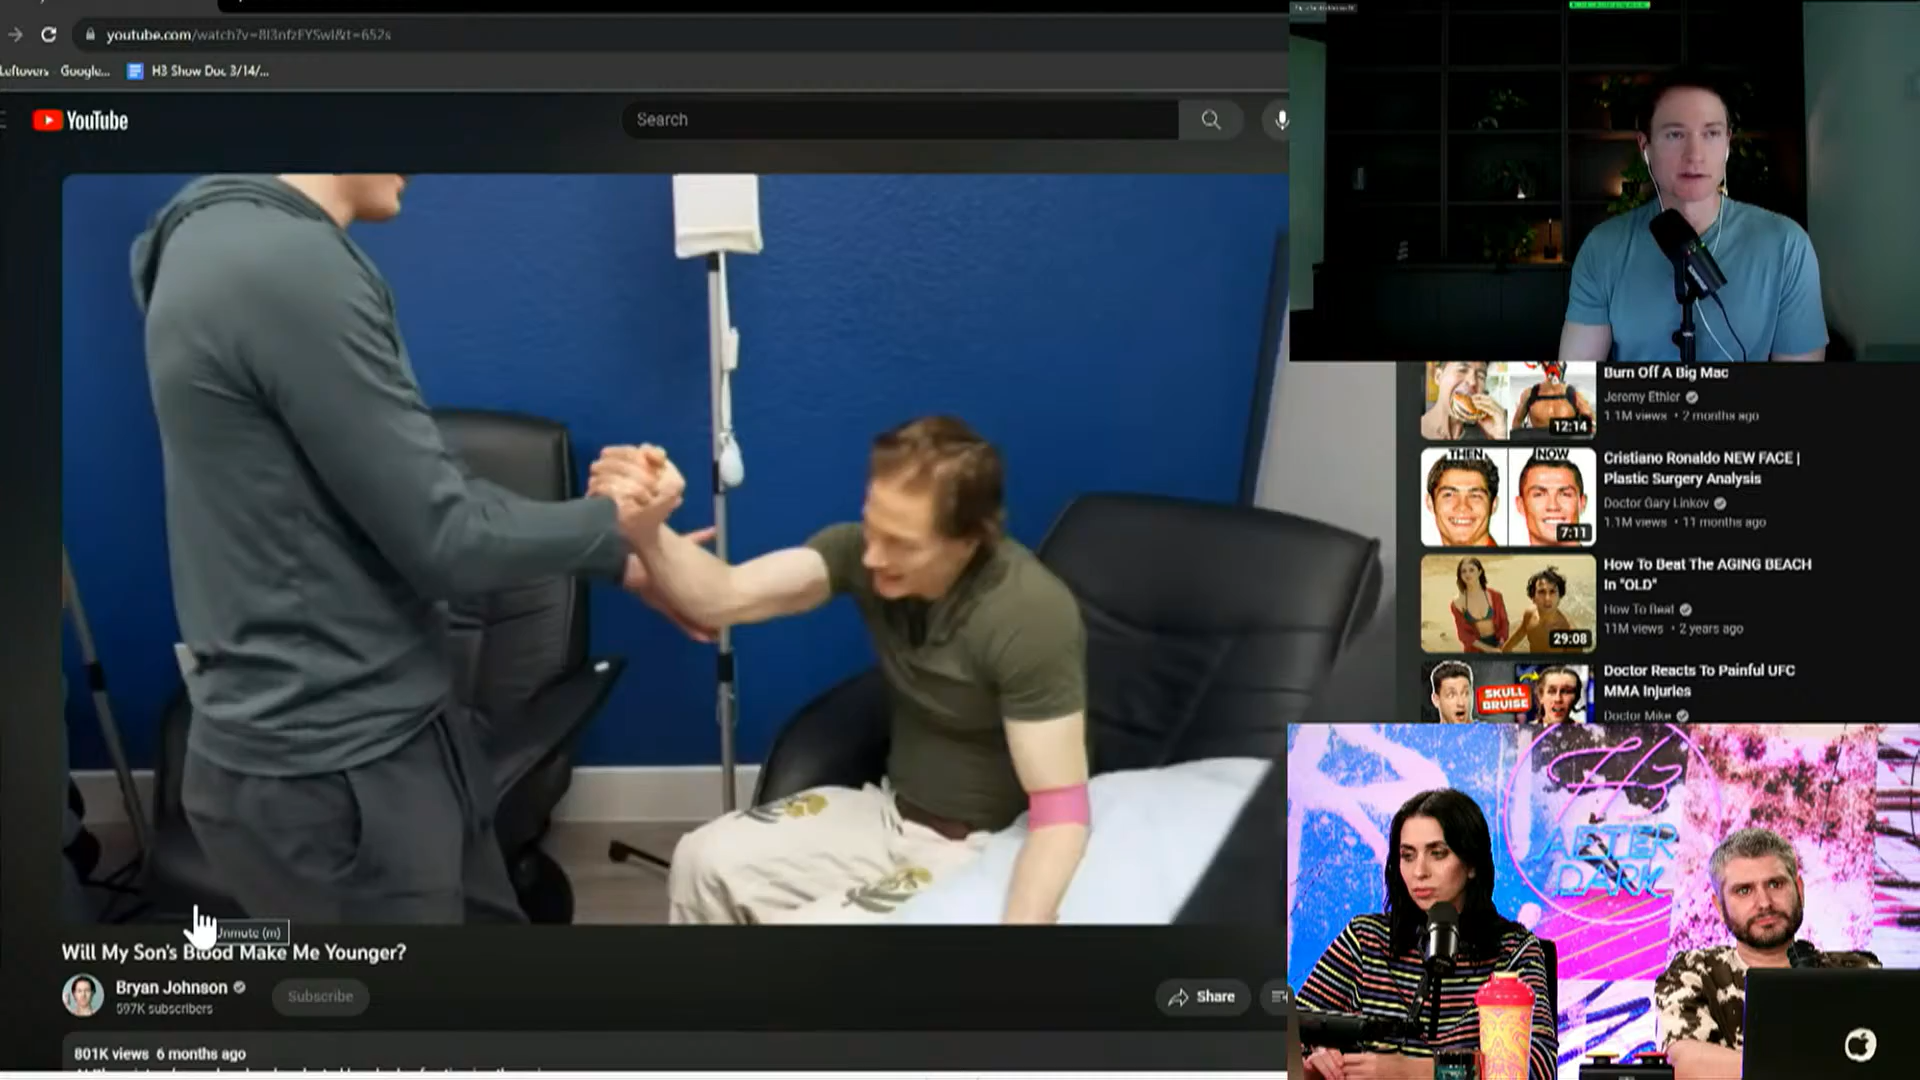 youtube.com/watch?v=8I3nfzFYSwI&t=652s
Leftovers - Google...
H3 Show Doc 3/14/...
YouTube
Search
Burn Off A Big Mac
Jeremy Ethier
1.1M views • 2 months ago
12:14
THEN
NOW
Cristiano Ronaldo NEW FACE |
Plastic Surgery Analysis
Doctor Gary Linkov
1.1M views • 11 months ago
7:11
How To Beat The AGING BEACH
In "OLD"
How To Beat
11M views • 2 years ago
29:08
Doctor Reacts To Painful UFC
MMA Injuries
Doctor Mike
SKULL
BRUISE
H3
AFTER
DARK
Unmute (m)
Will My Son's Blood Make Me Younger?
Bryan Johnson
597K subscribers
Subscribe
Share
801K views 6 months ago